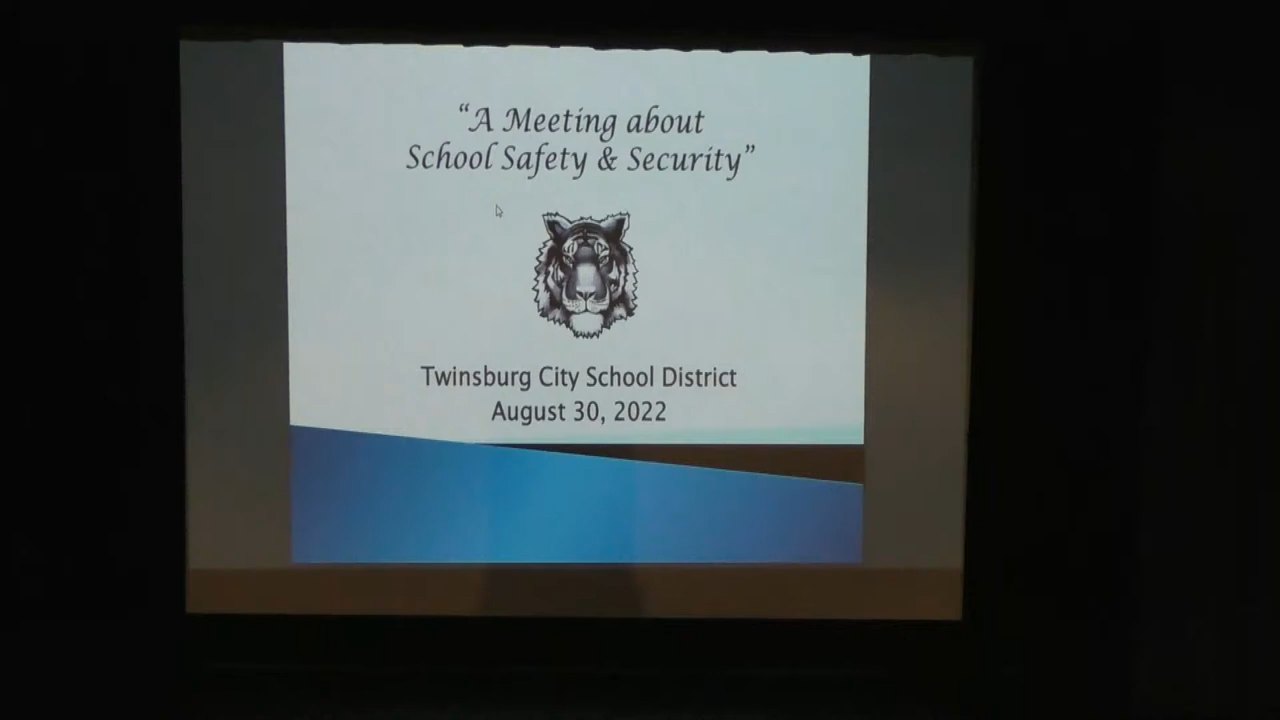 “A Meeting about
School Safety & Security”
Twinsburg City School District
August 30, 2022